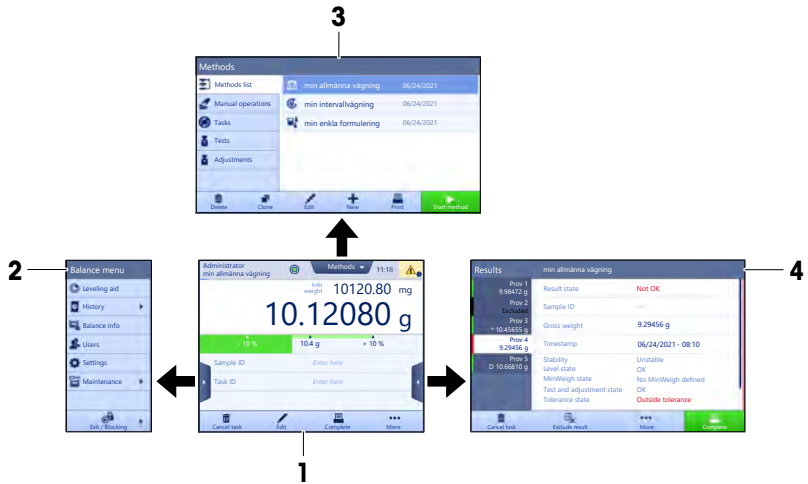 3
Methods
Methods list
Manual operations
Tasks
Tests
Adjustments
min allmänna vägning 06/24/2021
min intervallvägning 06/24/2021
min enkla formulering 06/24/2021
Delete Clone Edit New Print Start method
2
Balance menu
Leveling aid
History
Balance info
Users
Settings
Maintenance
Exit / Blocking
Administrator
min allmänna vägning
Methods 11:18
Info
weight 10120.80 mg
10.12080 g
- 10 % 10.4 g + 10 %
Sample ID Enter here
Task ID Enter here
Cancel task Edit Complete More
1
4
Results min allmänna vägning
Prov 1
9.98472 g
Prov 2
Excluded
Prov 3
* 10.45655 g
Prov 4
9.29456 g
Prov 5
D 10.66810 g
Result state Not OK
Sample ID
Gross weight 9.29456 g
Timestamp 06/24/2021 - 08:10
Stability Unstable
Level state OK
MinWeigh state No MinWeigh defined
Test and adjustment state OK
Tolerance state Outside tolerance
Cancel task Exclude result More Complete